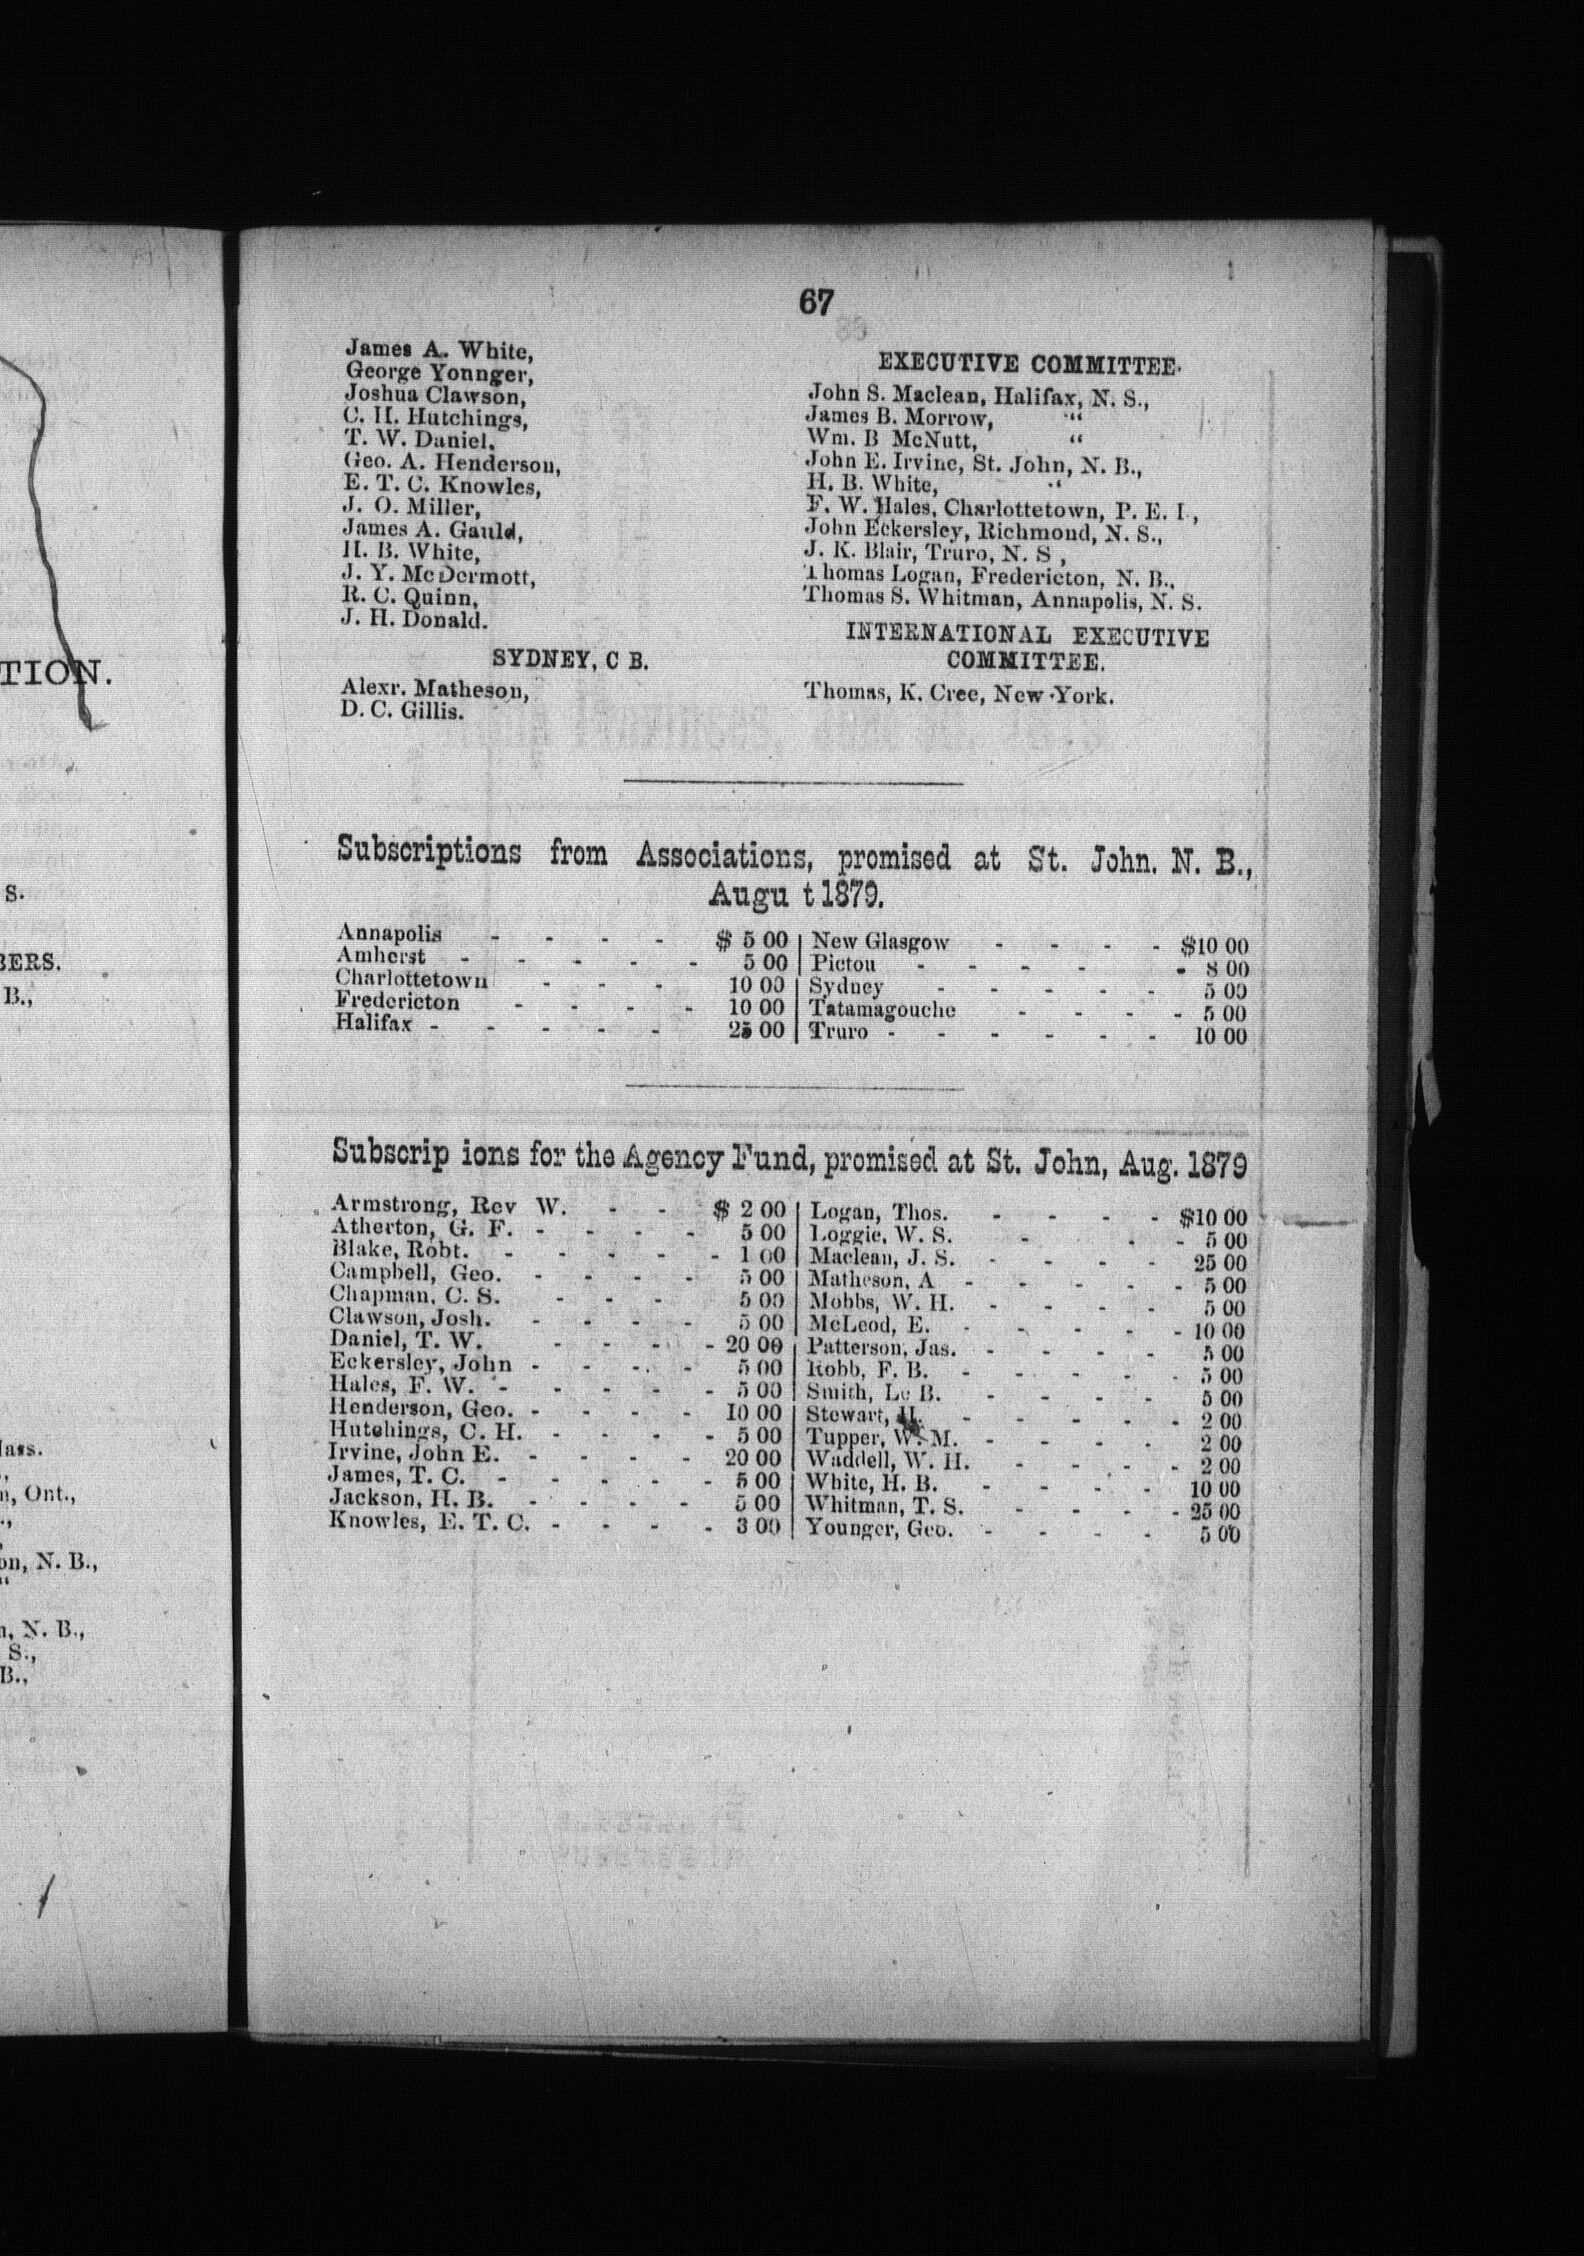 TION.
S.
BERS.
B.,
lass.
n, Ont.,
on, N. B.,
"
n, N. B.,
S.,
B.,
67
James A. White,
George Yonnger,
Joshua Clawson,
C. H. Hutchings,
T. W. Daniel,
Geo. A. Henderson,
E. T. C. Knowles,
J. O. Miller,
James A. Gauld,
H. B. White,
J. Y. McDermott,
R. C. Quinn,
J. H. Donald.
SYDNEY, C B.
Alexr. Matheson,
D. C. Gillis.
EXECUTIVE COMMITTEE.
John S. Maclean, Halifax, N. S.,
James B. Morrow, "
Wm. B McNutt, "
John E. Irvine, St. John, N. B.,
H. B. White, "
F. W. Hales, Charlottetown, P. E. I.,
John Eckersley, Richmond, N. S.,
J. K. Blair, Truro, N. S ,
Thomas Logan, Fredericton, N. B.,
Thomas S. Whitman, Annapolis, N. S.
INTERNATIONAL EXECUTIVE
COMMITTEE.
Thomas, K. Cree, New-York.
Subscriptions from Associations, promised at St. John. N. B.,
Augu t 1879.
Annapolis - - - - $ 5 00
Amherst - - - - - 5 00
Charlottetown - - - 10 00
Fredericton - - - - 10 00
Halifax - - - - - 25 00
New Glasgow - - - - $10 00
Pictou - - - - - 8 00
Sydney - - - - - 5 00
Tatamagouche - - - - 5 00
Truro - - - - - - 10 00
Subscrip ions for the Agency Fund, promised at St. John, Aug. 1879
Armstrong, Rev W. - - $ 2 00
Atherton, G. F. - - - - 5 00
Blake, Robt. - - - - - 1 00
Campbell, Geo. - - - - 5 00
Chapman, C. S. - - - 5 00
Clawson, Josh. - - - - 5 00
Daniel, T. W. - - - - 20 00
Eckersley, John - - - - 5 00
Hales, F. W. - - - - - 5 00
Henderson, Geo. - - - - 10 00
Hutchings, C. H. - - - - 5 00
Irvine, John E. - - - - 20 00
James, T. C. - - - - - 5 00
Jackson, H. B. - - - - 5 00
Knowles, E. T. C. - - - - 3 00
Logan, Thos. - - - - $10 00
Loggie, W. S. - - - 5 00
Maclean, J. S. - - - - 25 00
Matheson, A - - - - - 5 00
Mobbs, W. H. - - - - 5 00
McLeod, E. - - - - - 10 00
Patterson, Jas. - - - - 5 00
Robb, F. B. - - - - - 5 00
Smith, Le B. - - - - 5 00
Stewart, H. - - - - - 2 00
Tupper, W. M. - - - - 2 00
Waddell, W. H. - - - - 2 00
White, H. B. - - - - 10 00
Whitman, T. S. - - - - 25 00
Younger, Geo. - - - - 5 00